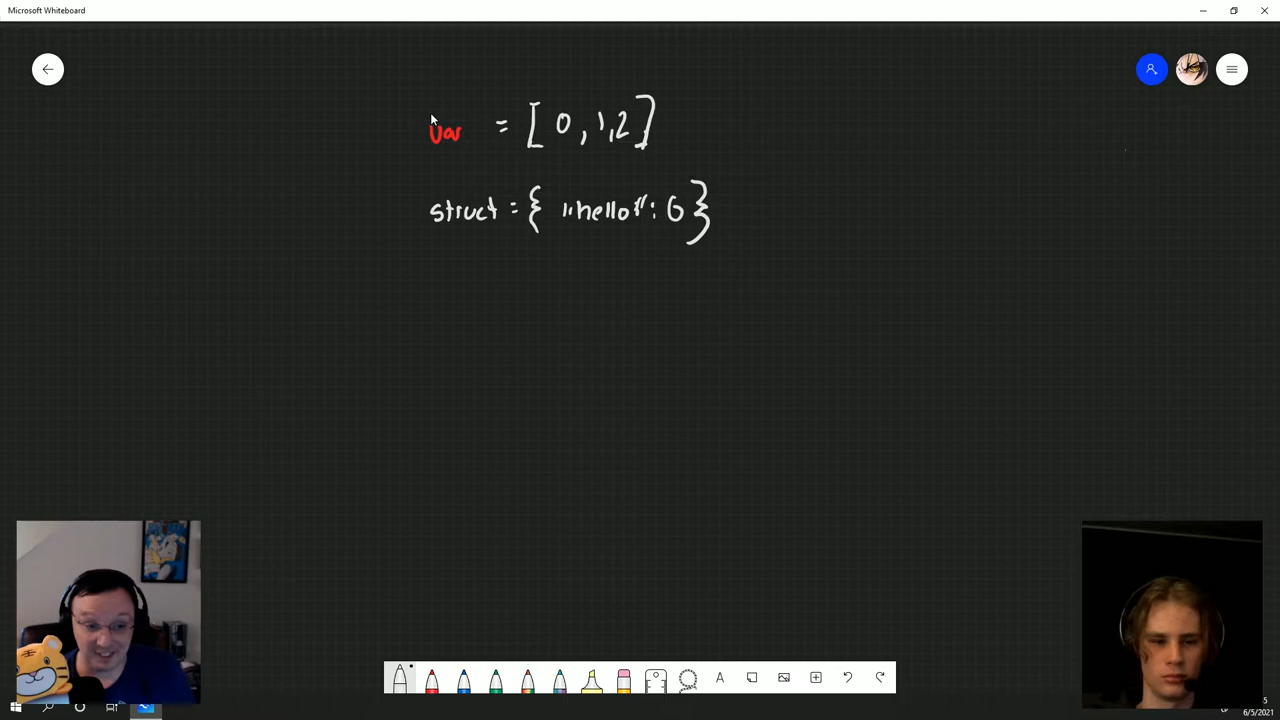 Microsoft Whiteboard
var = [ 0, 1, 2 ]
struct = { "hello": 6 }
A
6/5/2021